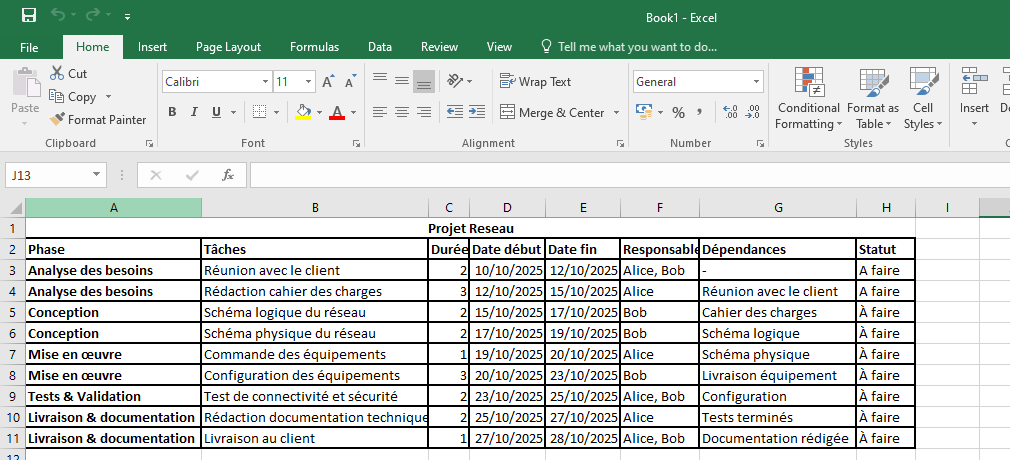 Book1 - Excel
File Home Insert Page Layout Formulas Data Review View Tell me what you want to do...
Cut
Copy
Format Painter
Paste
Clipboard
Calibri 11
B I U
Font
Wrap Text
Merge & Center
Alignment
General
Number
Conditional Formatting
Format as Table
Cell Styles
Styles
Insert
J13 fx
A B C D E F G H I
1 Projet Reseau
2 Phase Tâches Durée Date début Date fin Responsable Dépendances Statut
3 Analyse des besoins Réunion avec le client 2 10/10/2025 12/10/2025 Alice, Bob - A faire
4 Analyse des besoins Rédaction cahier des charges 3 12/10/2025 15/10/2025 Alice Réunion avec le client A faire
5 Conception Schéma logique du réseau 2 15/10/2025 17/10/2025 Bob Cahier des charges À faire
6 Conception Schéma physique du réseau 2 17/10/2025 19/10/2025 Bob Schéma logique À faire
7 Mise en œuvre Commande des équipements 1 19/10/2025 20/10/2025 Alice Schéma physique À faire
8 Mise en œuvre Configuration des équipements 3 20/10/2025 23/10/2025 Bob Livraison équipement À faire
9 Tests & Validation Test de connectivité et sécurité 2 23/10/2025 25/10/2025 Alice, Bob Configuration À faire
10 Livraison & documentation Rédaction documentation technique 2 25/10/2025 27/10/2025 Alice Tests terminés À faire
11 Livraison & documentation Livraison au client 1 27/10/2025 28/10/2025 Alice, Bob Documentation rédigée À faire